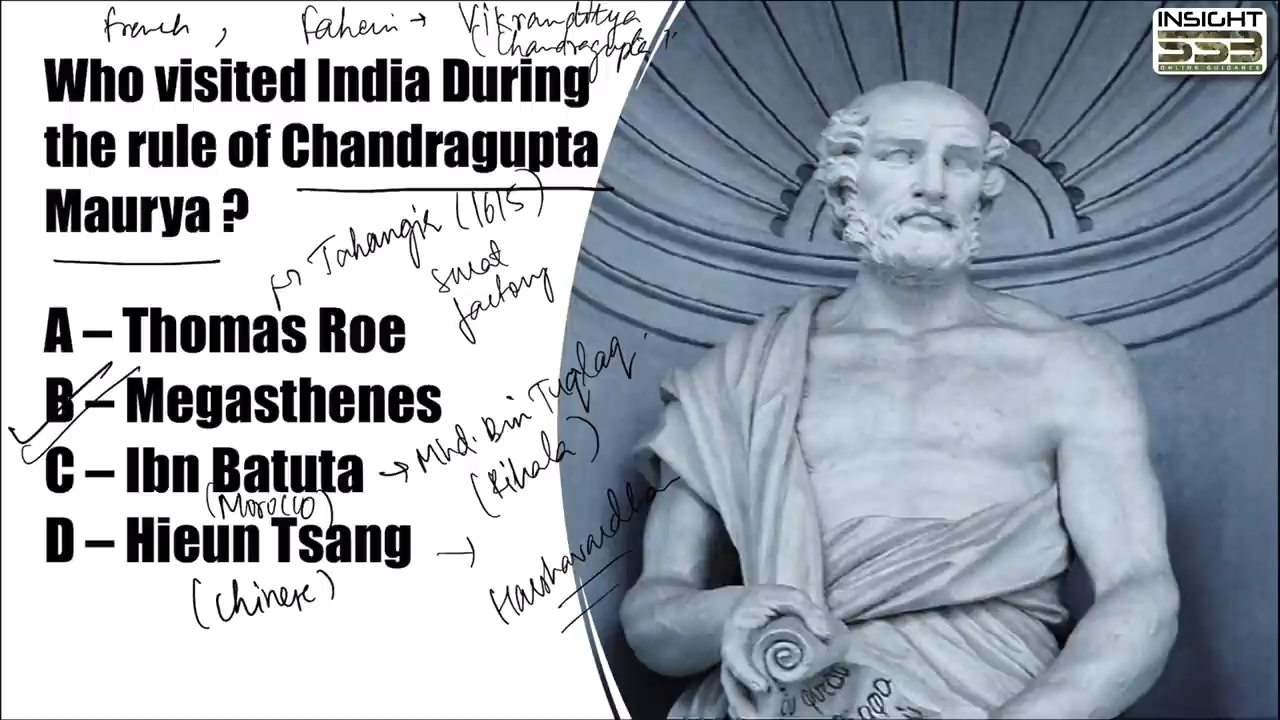 French , Fahein → Vikramditya
(Chandragupta
INSIGHT
SSB
ONLINE GUIDANCE
Who visited India During
the rule of Chandragupta
Maurya ?
Jahangir (1615)
surat
factory
A – Thomas Roe
B – Megasthenes
C – Ibn Batuta → Mhd. Bin Tuglaq
(Rihala)
(Morocco)
D – Hieun Tsang →
Harshavardhan
(Chinese)